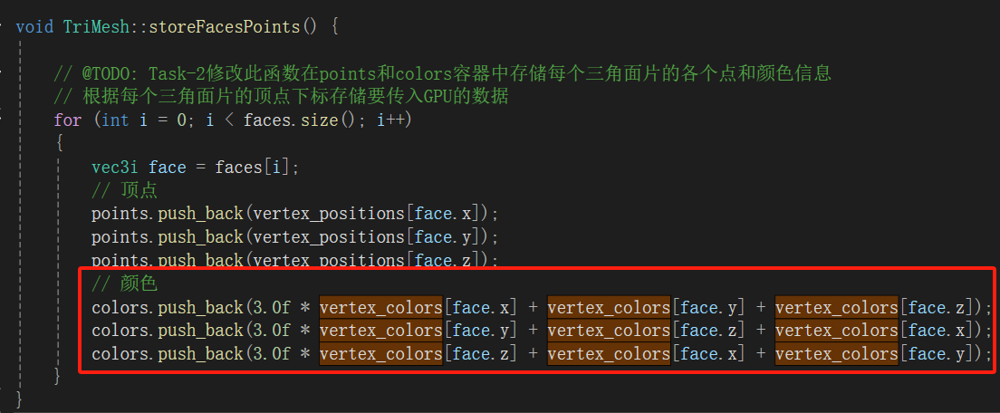 void TriMesh::storeFacesPoints() {
// @TODO: Task-2修改此函数在points和colors容器中存储每个三角面片的各个点和颜色信息
// 根据每个三角面片的顶点下标存储要传入GPU的数据
for (int i = 0; i < faces.size(); i++)
{
vec3i face = faces[i];
// 顶点
points.push_back(vertex_positions[face.x]);
points.push_back(vertex_positions[face.y]);
points.push_back(vertex_positions[face.z]);
// 颜色
colors.push_back(3.0f * vertex_colors[face.x] + vertex_colors[face.y] + vertex_colors[face.z]);
colors.push_back(3.0f * vertex_colors[face.y] + vertex_colors[face.z] + vertex_colors[face.x]);
colors.push_back(3.0f * vertex_colors[face.z] + vertex_colors[face.x] + vertex_colors[face.y]);
}
}